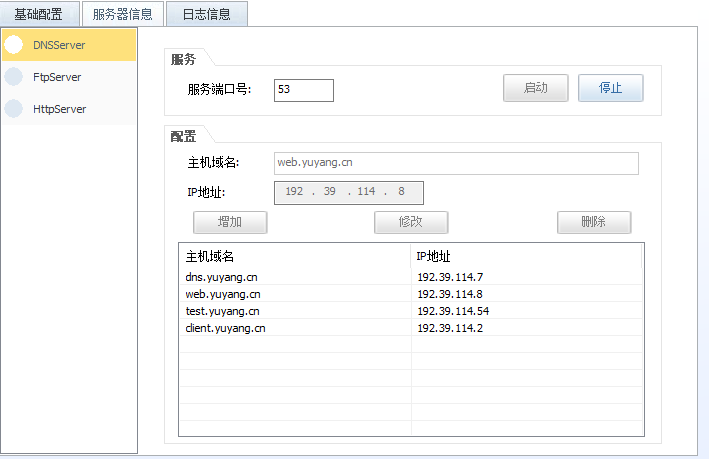 基础配置 服务器信息 日志信息
DNSServer
FtpServer
HttpServer
服务
服务端口号: 53 启动 停止
配置
主机域名: web.yuyang.cn
IP地址: 192 . 39 . 114 . 8
增加 修改 删除
主机域名 IP地址
dns.yuyang.cn 192.39.114.7
web.yuyang.cn 192.39.114.8
test.yuyang.cn 192.39.114.54
client.yuyang.cn 192.39.114.2